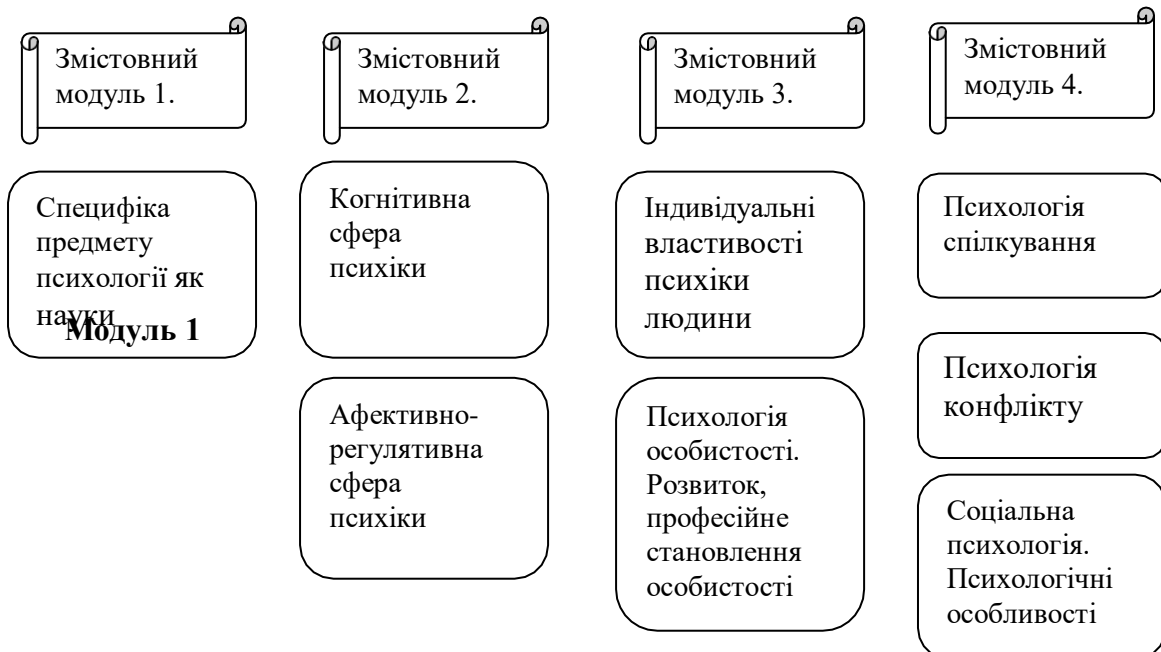 Змістовний
модуль 1.
Змістовний
модуль 2.
Змістовний
модуль 3.
Змістовний
модуль 4.
Специфіка
предмету
психології як
науки
Модуль 1
Когнітивна
сфера
психіки
Індивідуальні
властивості
психіки
людини
Психологія
спілкування
Психологія
конфлікту
Афективно-
регулятивна
сфера
психіки
Психологія
особистості.
Розвиток,
професійне
становлення
особистості
Соціальна
психологія.
Психологічні
особливості